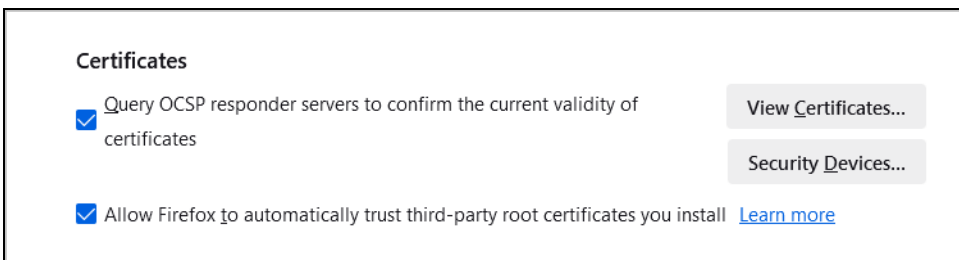 Certificates
Query OCSP responder servers to confirm the current validity of
certificates
View Certificates...
Security Devices...
Allow Firefox to automatically trust third-party root certificates you install Learn more